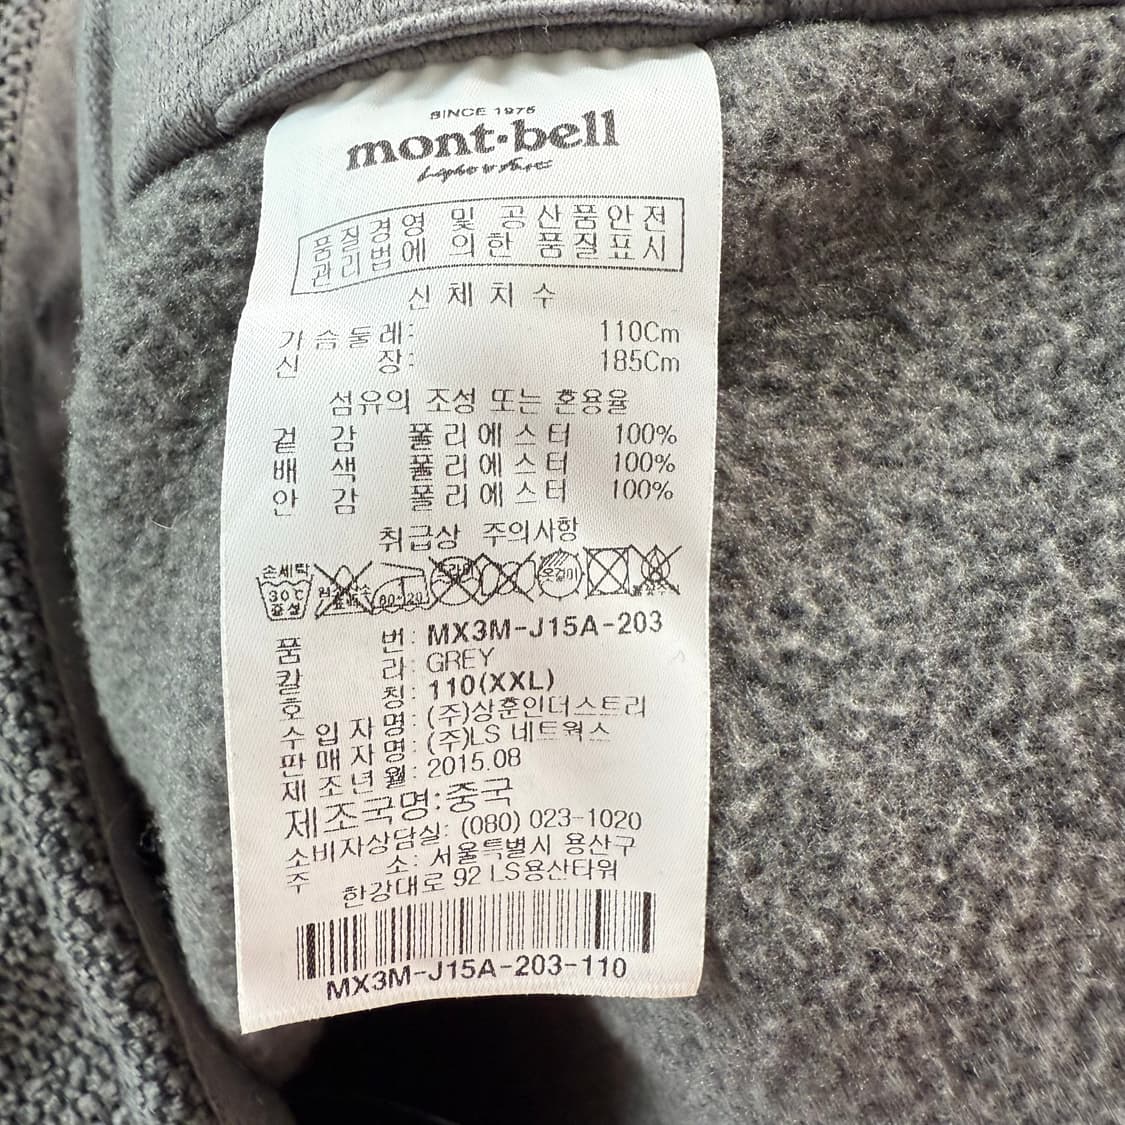 SINCE 1975
mont·bell
품질경영 및 공산품안전
관리법에 의한 품질표시
신체치수
가슴둘레: 110Cm
신 장: 185Cm
섬유의 조성 또는 혼용율
겉 감 폴리에스터 100%
배 색 폴리에스터 100%
안 감 폴리에스터 100%
취급상 주의사항
손세탁
30℃
중성
80~120
옷걸이
품 번: MX3M-J15A-203
칼 라: GREY
호 칭: 110(XXL)
수입자명: (주)상훈인더스트리
판매자명: (주)LS 네트웍스
제조년월: 2015.08
제조국명:중국
소비자상담실: (080) 023-1020
주 소: 서울특별시 용산구
한강대로 92 LS용산타워
MX3M-J15A-203-110